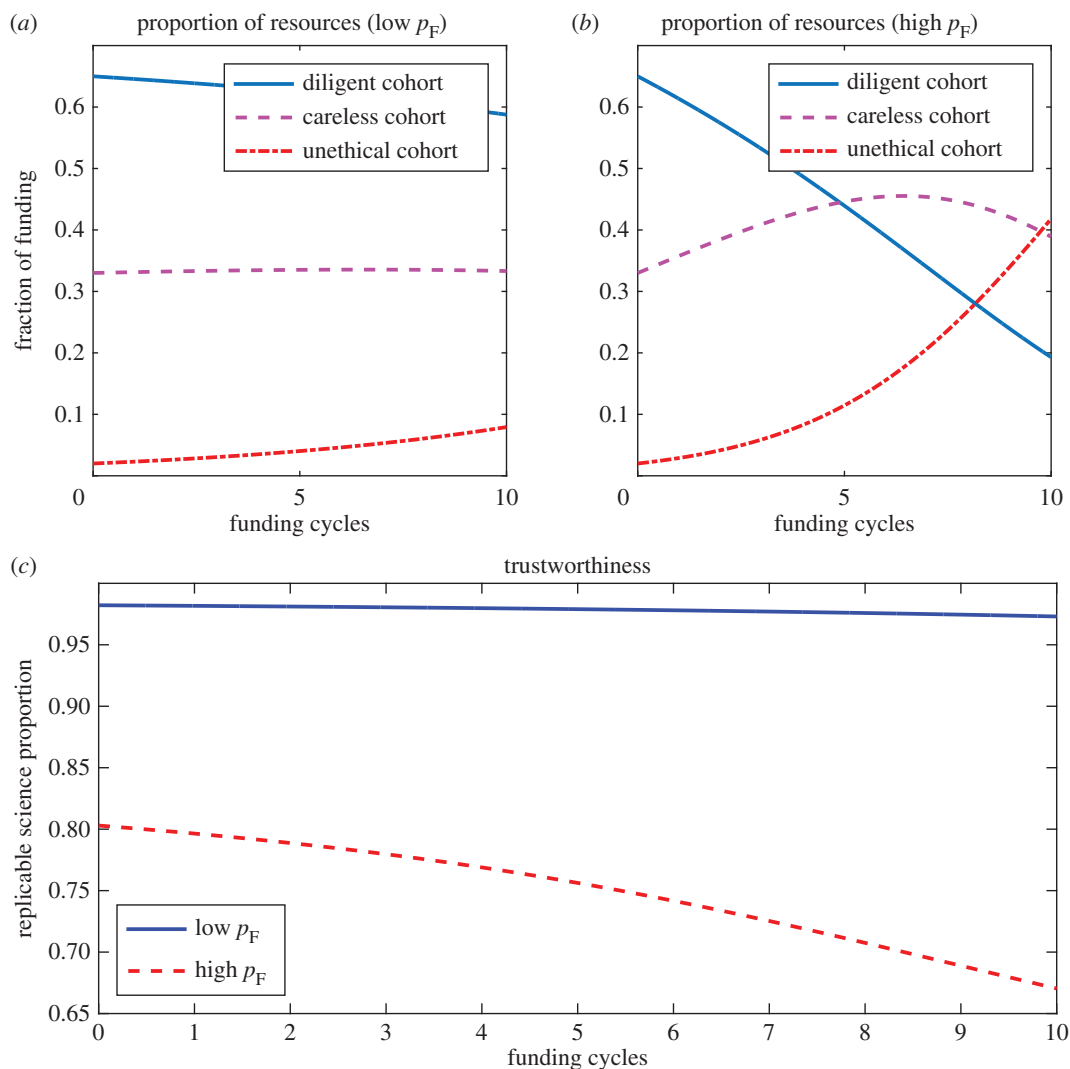 (a) proportion of resources (low pF)
diligent cohort
careless cohort
unethical cohort
0.6
0.5
0.4
0.3
0.2
0.1
fraction of funding
0 5 10
funding cycles
(b) proportion of resources (high pF)
diligent cohort
careless cohort
unethical cohort
0.6
0.5
0.4
0.3
0.2
0.1
0 5 10
funding cycles
(c) trustworthiness
0.95
0.90
0.85
0.80
0.75
0.70
0.65
replicable science proportion
low pF
high pF
0 1 2 3 4 5 6 7 8 9 10
funding cycles